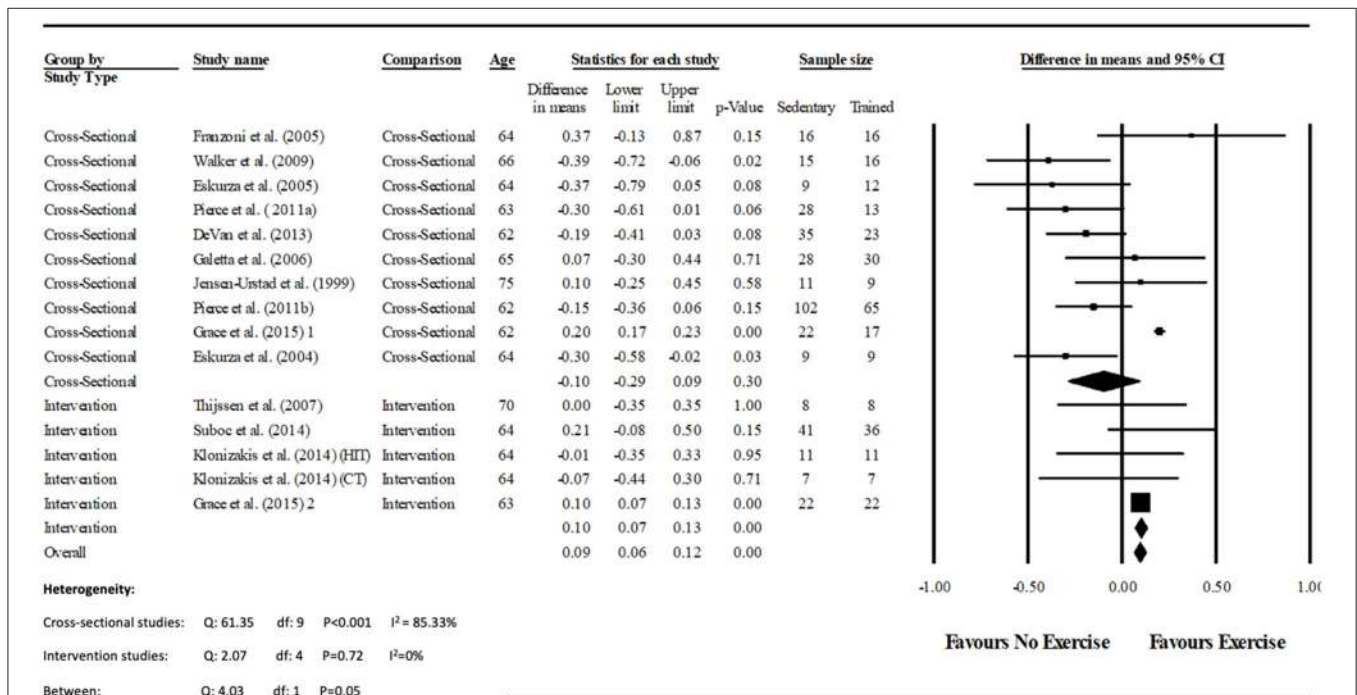 Group by Study name Comparison Age Statistics for each study Sample size Difference in means and 95% CI
Study Type
Difference Lower Upper
in means limit limit p-Value Sedentary Trained
Cross-Sectional Franzoni et al. (2005) Cross-Sectional 64 0.37 -0.13 0.87 0.15 16 16
Cross-Sectional Walker et al. (2009) Cross-Sectional 66 -0.39 -0.72 -0.06 0.02 15 16
Cross-Sectional Eskurza et al. (2005) Cross-Sectional 64 -0.37 -0.79 0.05 0.08 9 12
Cross-Sectional Pierce et al. ( 2011a) Cross-Sectional 63 -0.30 -0.61 0.01 0.06 28 13
Cross-Sectional DeVan et al. (2013) Cross-Sectional 62 -0.19 -0.41 0.03 0.08 35 23
Cross-Sectional Galetta et al. (2006) Cross-Sectional 65 0.07 -0.30 0.44 0.71 28 30
Cross-Sectional Jensen-Urstad et al. (1999) Cross-Sectional 75 0.10 -0.25 0.45 0.58 11 9
Cross-Sectional Pierce et al. (2011b) Cross-Sectional 62 -0.15 -0.36 0.06 0.15 102 65
Cross-Sectional Grace et al. (2015) 1 Cross-Sectional 62 0.20 0.17 0.23 0.00 22 17
Cross-Sectional Eskurza et al. (2004) Cross-Sectional 64 -0.30 -0.58 -0.02 0.03 9 9
Cross-Sectional -0.10 -0.29 0.09 0.30
Intervention Thijssen et al. (2007) Intervention 70 0.00 -0.35 0.35 1.00 8 8
Intervention Suboc et al. (2014) Intervention 64 0.21 -0.08 0.50 0.15 41 36
Intervention Klonizakis et al. (2014) (HIT) Intervention 64 -0.01 -0.35 0.33 0.95 11 11
Intervention Klonizakis et al. (2014) (CT) Intervention 64 -0.07 -0.44 0.30 0.71 7 7
Intervention Grace et al. (2015) 2 Intervention 63 0.10 0.07 0.13 0.00 22 22
Intervention 0.10 0.07 0.13 0.00
Overall 0.09 0.06 0.12 0.00
-1.00 -0.50 0.00 0.50 1.00
Heterogeneity:
Cross-sectional studies: Q: 61.35 df: 9 P<0.001 I² = 85.33%
Favours No Exercise Favours Exercise
Intervention studies: Q: 2.07 df: 4 P=0.72 I²=0%
Between: Q: 4.03 df: 1 P=0.05